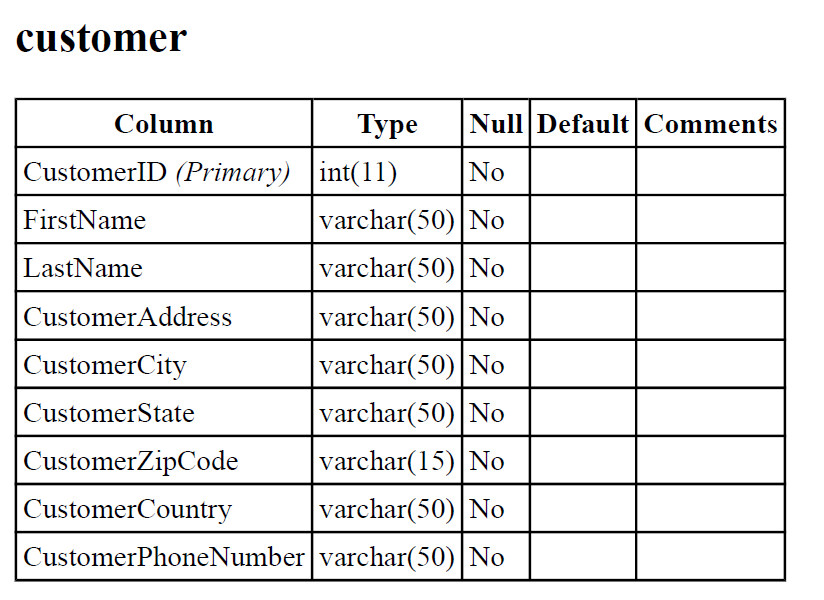 customer
Column Type Null Default Comments
CustomerID (Primary) int(11) No
FirstName varchar(50) No
LastName varchar(50) No
CustomerAddress varchar(50) No
CustomerCity varchar(50) No
CustomerState varchar(50) No
CustomerZipCode varchar(15) No
CustomerCountry varchar(50) No
CustomerPhoneNumber varchar(50) No